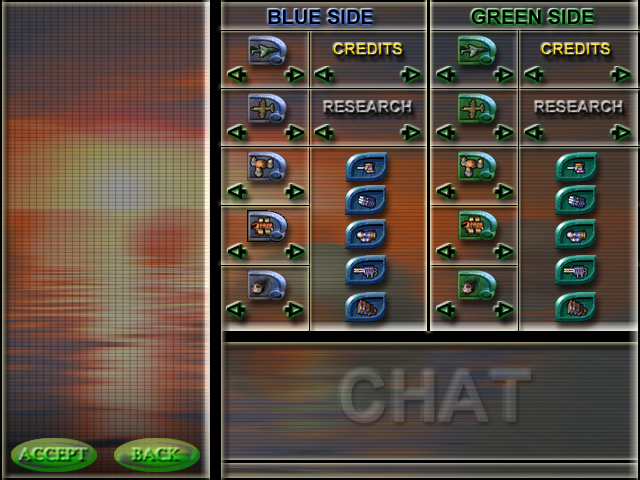 BLUE SIDE
GREEN SIDE
CREDITS
CREDITS
RESEARCH
RESEARCH
CHAT
ACCEPT
BACK